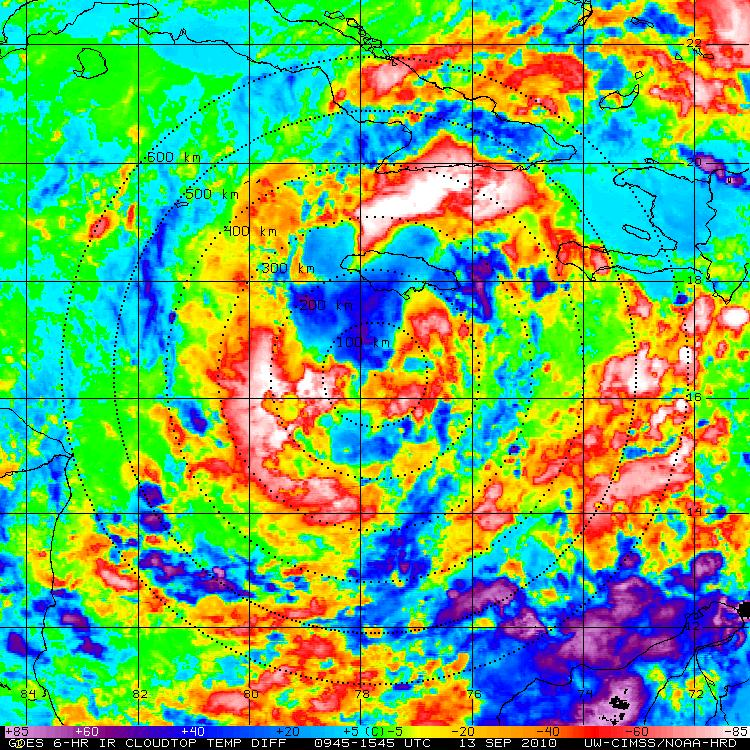 22
600 km
20
500 km
400 km
300 km
18
200 km
100 km
16
14
12
84 82 80 78 76 74 72
+85 +60 +40 +20 +5 (C) -5 -20 -40 -60 -85
GOES 6-HR IR CLOUDTOP TEMP DIFF 0945-1545 UTC 13 SEP 2010 UW-CIMSS/NOAA-HRD